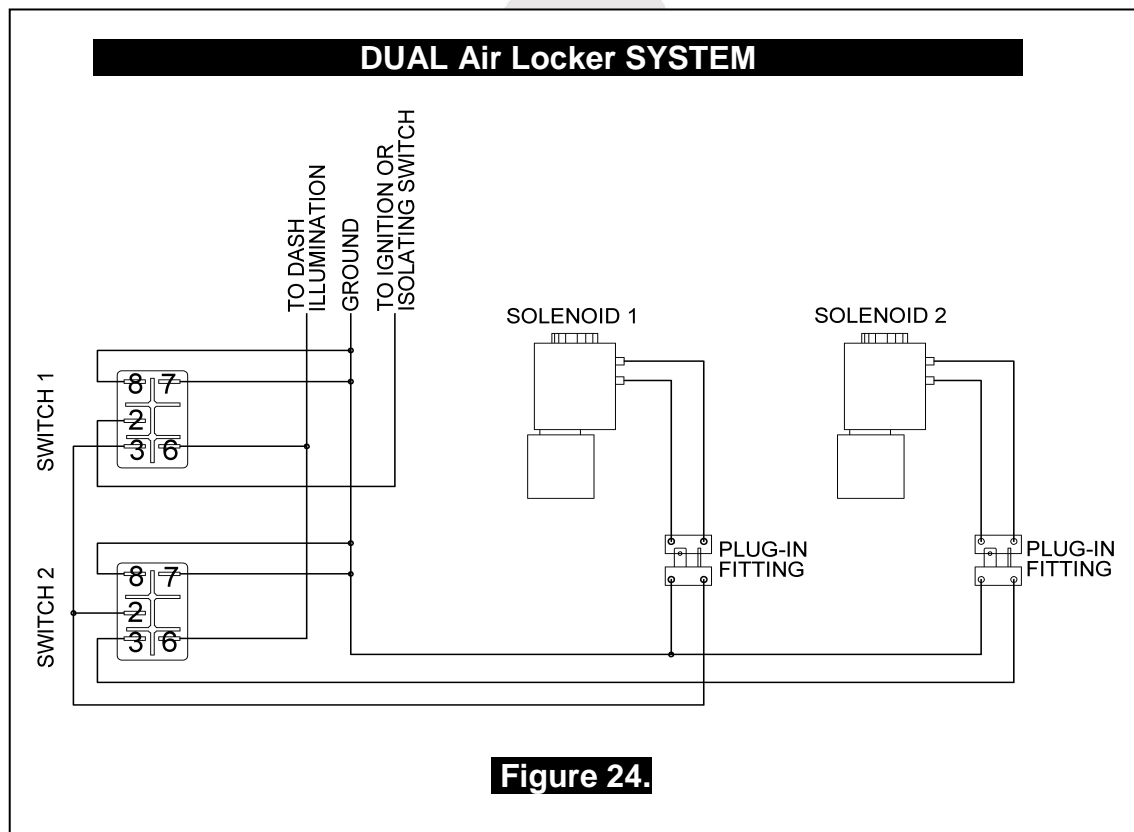 DUAL Air Locker SYSTEM
TO DASH
ILLUMINATION
GROUND
TO IGNITION OR
ISOLATING SWITCH
SOLENOID 1
SOLENOID 2
SWITCH 1
8 7
2
3 6
SWITCH 2
8 7
2
3 6
PLUG-IN
FITTING
PLUG-IN
FITTING
Figure 24.